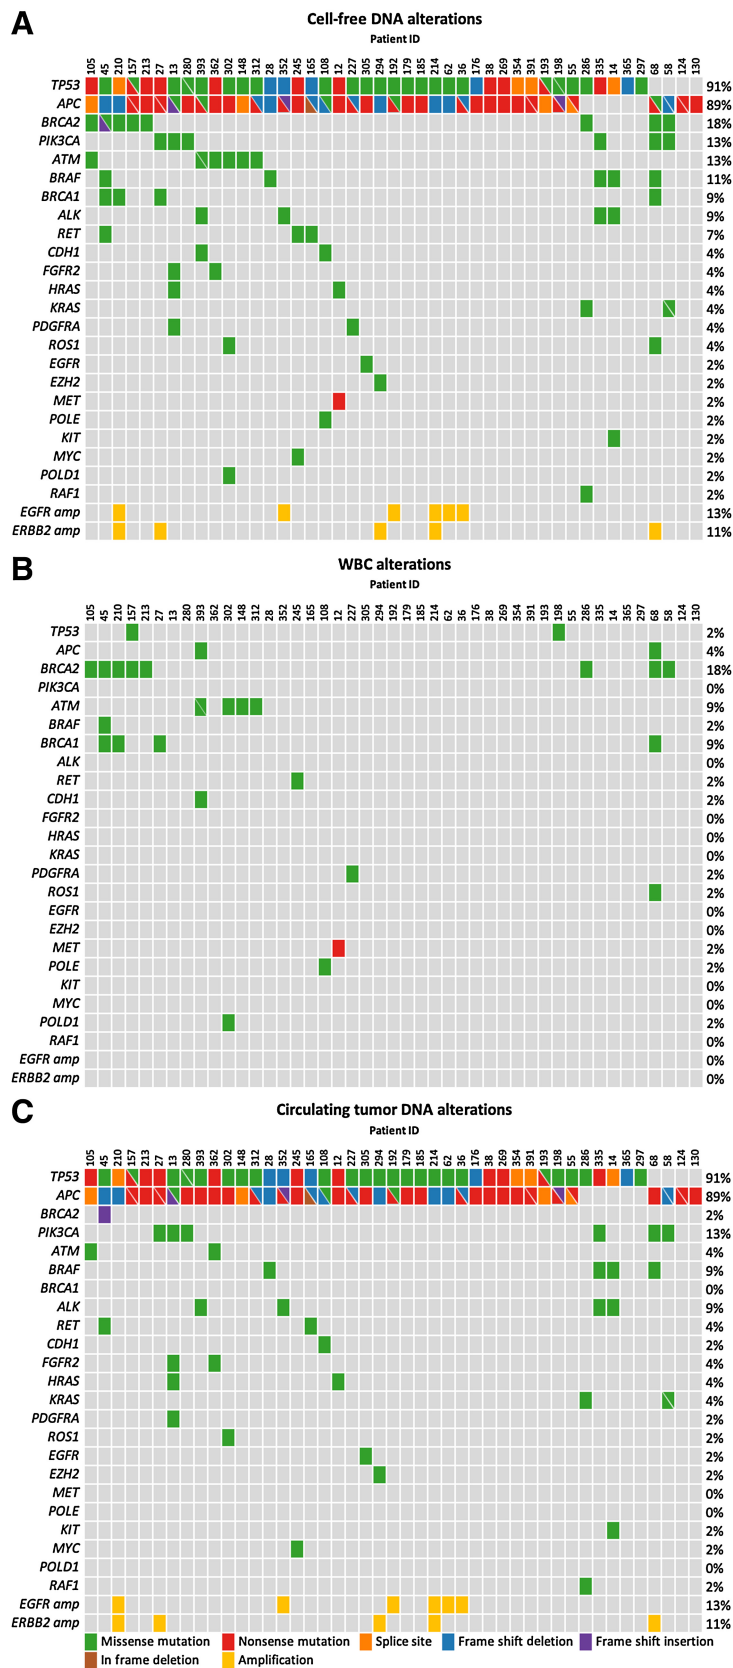 A
Cell-free DNA alterations
Patient ID
105 45 210 157 213 27 13 280 393 362 302 148 312 28 352 245 165 108 12 227 305 294 192 179 185 214 62 36 176 38 269 354 391 193 198 55 286 335 14 365 297 68 58 124 130
TP53 91%
APC 89%
BRCA2 18%
PIK3CA 13%
ATM 13%
BRAF 11%
BRCA1 9%
ALK 9%
RET 7%
CDH1 4%
FGFR2 4%
HRAS 4%
KRAS 4%
PDGFRA 4%
ROS1 4%
EGFR 2%
EZH2 2%
MET 2%
POLE 2%
KIT 2%
MYC 2%
POLD1 2%
RAF1 2%
EGFR amp 13%
ERBB2 amp 11%
B
WBC alterations
Patient ID
105 45 210 157 213 27 13 280 393 362 302 148 312 28 352 245 165 108 12 227 305 294 192 179 185 214 62 36 176 38 269 354 391 193 198 55 286 335 14 365 297 68 58 124 130
TP53 2%
APC 4%
BRCA2 18%
PIK3CA 0%
ATM 9%
BRAF 2%
BRCA1 9%
ALK 0%
RET 2%
CDH1 2%
FGFR2 0%
HRAS 0%
KRAS 0%
PDGFRA 2%
ROS1 2%
EGFR 0%
EZH2 0%
MET 2%
POLE 2%
KIT 0%
MYC 0%
POLD1 2%
RAF1 0%
EGFR amp 0%
ERBB2 amp 0%
C
Circulating tumor DNA alterations
Patient ID
105 45 210 157 213 27 13 280 393 362 302 148 312 28 352 245 165 108 12 227 305 294 192 179 185 214 62 36 176 38 269 354 391 193 198 55 286 335 14 365 297 68 58 124 130
TP53 91%
APC 89%
BRCA2 2%
PIK3CA 13%
ATM 4%
BRAF 9%
BRCA1 0%
ALK 9%
RET 4%
CDH1 2%
FGFR2 4%
HRAS 4%
KRAS 4%
PDGFRA 2%
ROS1 2%
EGFR 2%
EZH2 2%
MET 0%
POLE 0%
KIT 2%
MYC 2%
POLD1 0%
RAF1 2%
EGFR amp 13%
ERBB2 amp 11%
Missense mutation Nonsense mutation Splice site Frame shift deletion Frame shift insertion
In frame deletion Amplification